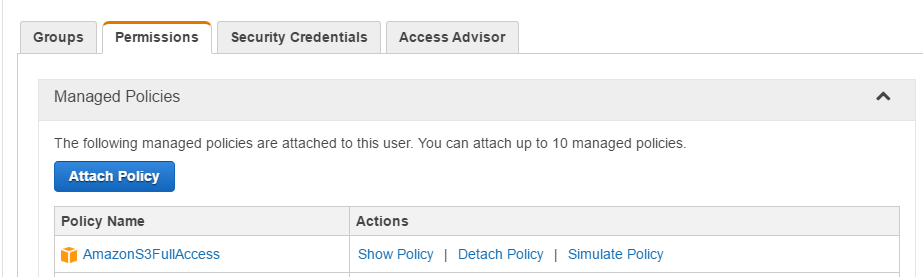 Groups Permissions Security Credentials Access Advisor
Managed Policies
The following managed policies are attached to this user. You can attach up to 10 managed policies.
Attach Policy
Policy Name Actions
AmazonS3FullAccess Show Policy | Detach Policy | Simulate Policy